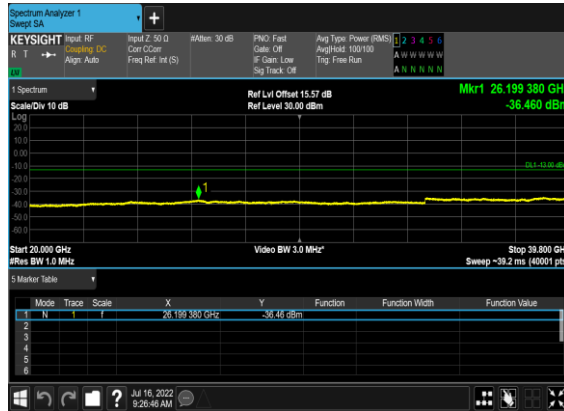 Spectrum Analyzer 1
Swept SA
+
KEYSIGHT Input: RF Input Z: 50 Ω #Atten: 30 dB PNO: Fast Avg Type: Power (RMS) 1 2 3 4 5 6
R T Coupling: DC Corr CCorr Gate: Off Avg|Hold: 100/100 A W W W W W
Align: Auto Freq Ref: Int (S) IF Gain: Low Trig: Free Run
Sig Track: Off A N N N N N
1 Spectrum
Scale/Div 10 dB
Ref Lvl Offset 15.57 dB
Ref Level 30.00 dBm
Mkr1 26.199 380 GH
-36.460 dBr
Log
20.0
10.0
0.00
-10.0
-20.0
-30.0
-40.0
-50.0
-60.0
1
DL1 -13.00 dB
Start 20.000 GHz Video BW 3.0 MHz* Stop 39.800 GH
#Res BW 1.0 MHz Sweep ~39.2 ms (40001 pts
5 Marker Table
Mode Trace Scale X Y Function Function Width Function Value
1 N 1 f 26.199 380 GHz -36.46 dBm
2
3
4
5
6
? Jul 16, 2022
9:26:46 AM